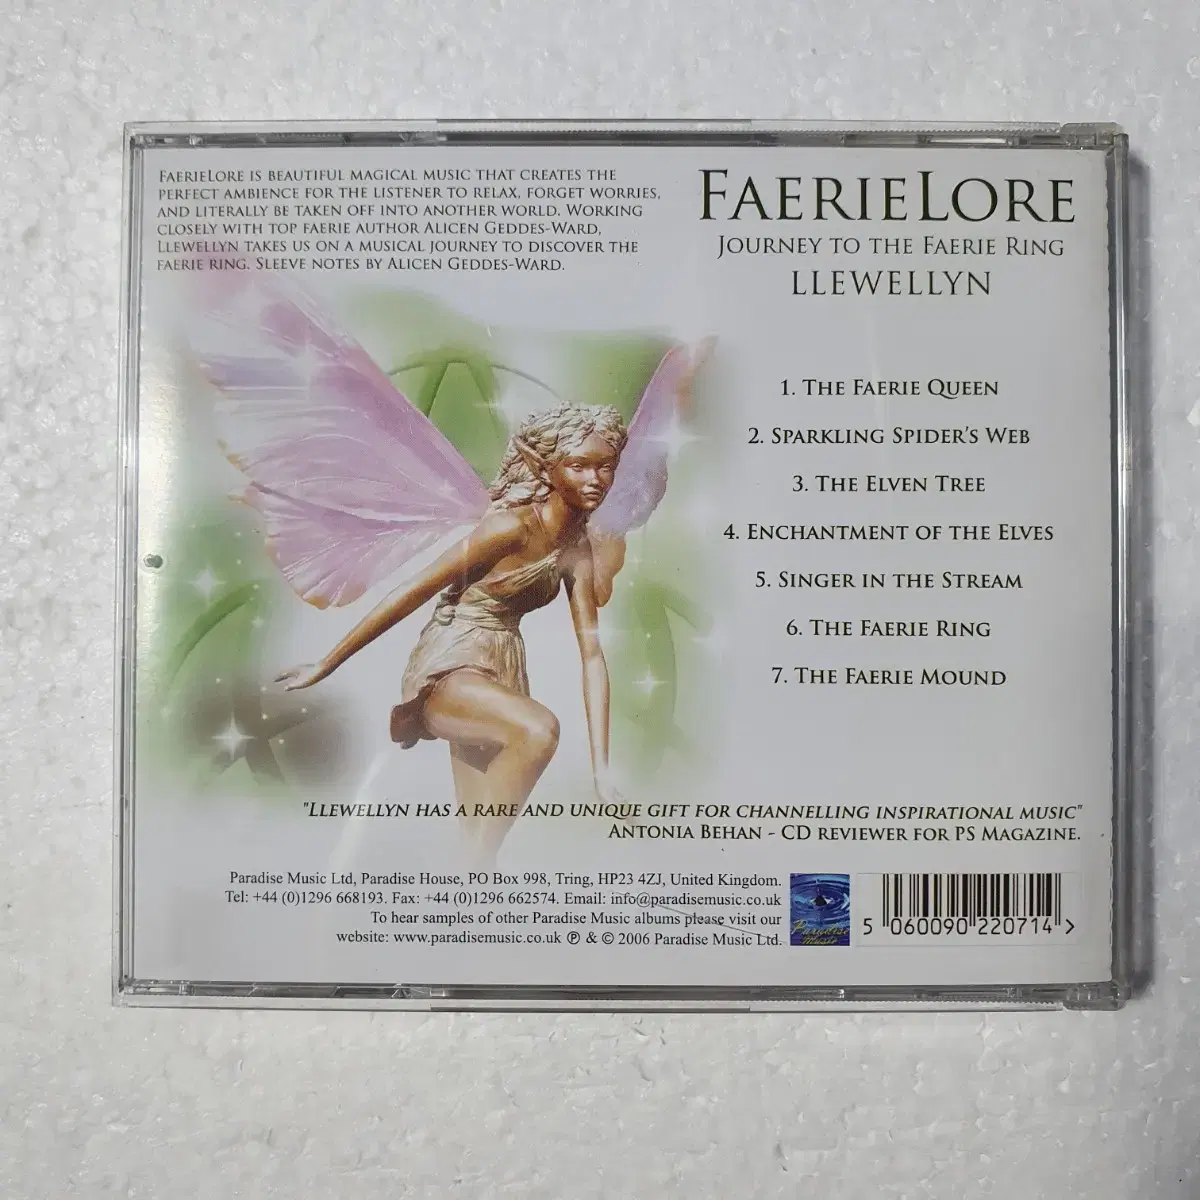 FaerieLore is beautiful magical music that creates the
perfect ambience for the listener to relax, forget worries,
and literally be taken off into another world. Working
closely with top faerie author Alicen Geddes-Ward,
Llewellyn takes us on a musical journey to discover the
faerie ring. Sleeve notes by Alicen Geddes-Ward.
FaerieLore
Journey to the Faerie Ring
LLEWELLYN
1. The Faerie Queen
2. Sparkling Spider's Web
3. The Elven Tree
4. Enchantment of the Elves
5. Singer in the Stream
6. The Faerie Ring
7. The Faerie Mound
"Llewellyn has a rare and unique gift for channelling inspirational music"
Antonia Behan - CD reviewer for PS Magazine.
Paradise Music Ltd, Paradise House, PO Box 998, Tring, HP23 4ZJ, United Kingdom.
Tel: +44 (0)1296 668193. Fax: +44 (0)1296 662574. Email: info@paradisemusic.co.uk
To hear samples of other Paradise Music albums please visit our
website: www.paradisemusic.co.uk ℗ & © 2006 Paradise Music Ltd.
Paradise
Music
5 060090 220714 >